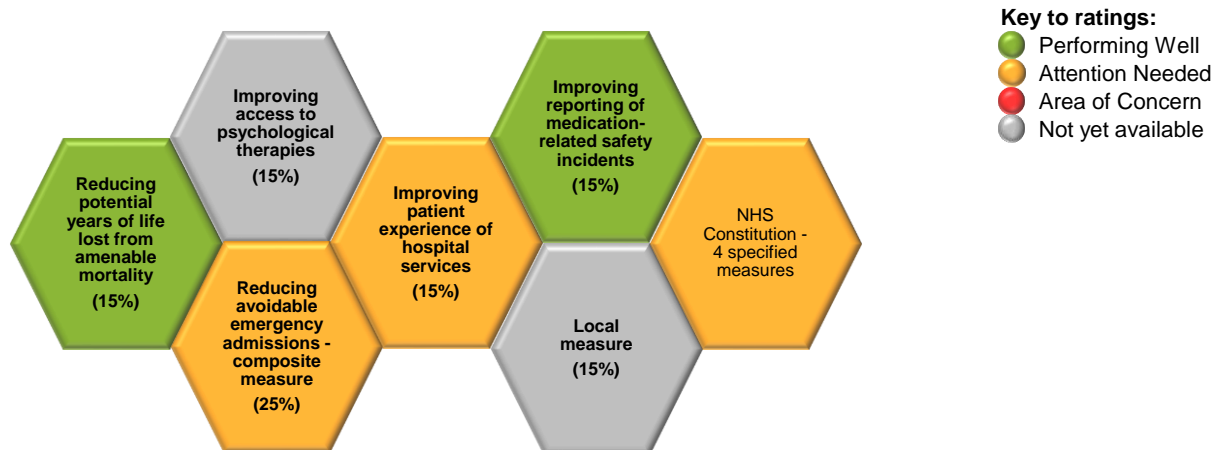 Key to ratings:
Performing Well
Attention Needed
Area of Concern
Not yet available
Reducing
potential
years of life
lost from
amenable
mortality
(15%)
Improving
access to
psychological
therapies
(15%)
Reducing
avoidable
emergency
admissions -
composite
measure
(25%)
Improving
patient
experience of
hospital
services
(15%)
Improving
reporting of
medication-
related safety
incidents
(15%)
Local
measure
(15%)
NHS
Constitution -
4 specified
measures